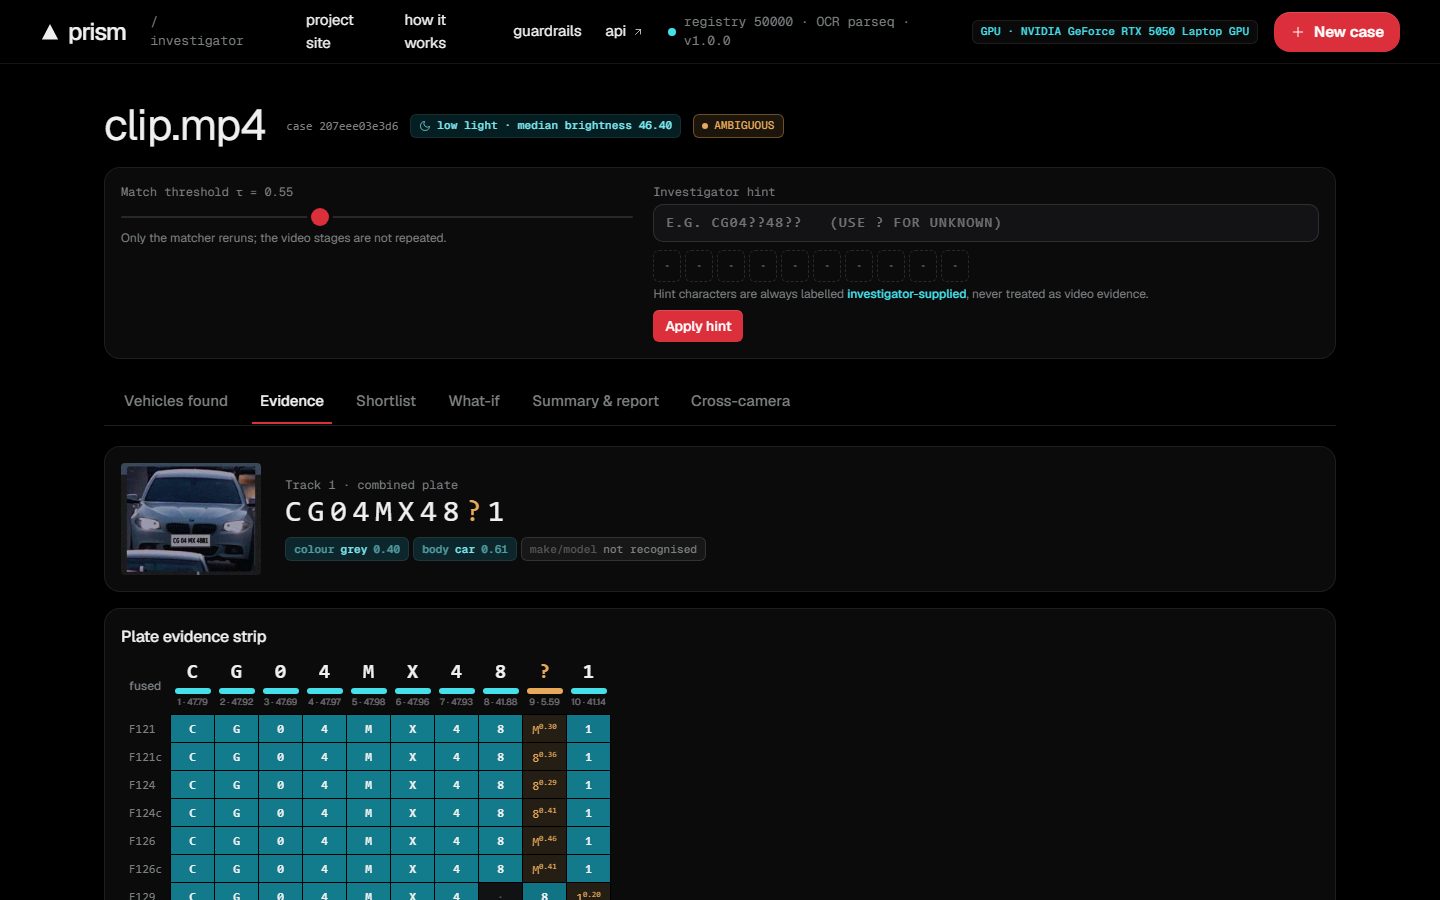 prism
/ investigator
project site
how it works
guardrails
api ↗
registry 50000 · OCR parseq · v1.0.0
GPU · NVIDIA GeForce RTX 5050 Laptop GPU
+ New case
clip.mp4
case 207eee03e3d6
low light · median brightness 46.40
AMBIGUOUS
Match threshold τ = 0.55
Only the matcher reruns; the video stages are not repeated.
Investigator hint
E.G. CG04??48?? (USE ? FOR UNKNOWN)
- - - - - - - - - -
Hint characters are always labelled investigator-supplied, never treated as video evidence.
Apply hint
Vehicles found Evidence Shortlist What-if Summary & report Cross-camera
Track 1 · combined plate
CG04MX48?1
colour grey 0.40
body car 0.61
make/model not recognised
Plate evidence strip
fused C G 0 4 M X 4 8 ? 1
1·47.79 2·47.92 3·47.69 4·47.97 5·47.98 6·47.96 7·47.93 8·41.88 9·5.59 10·41.14
F121 C G 0 4 M X 4 8 M0.30 1
F121c C G 0 4 M X 4 8 80.36 1
F124 C G 0 4 M X 4 8 80.29 1
F124c C G 0 4 M X 4 8 80.41 1
F126 C G 0 4 M X 4 8 M0.46 1
F126c C G 0 4 M X 4 8 M0.41 1
F129 C G 0 4 M X 4 · 8 10.20